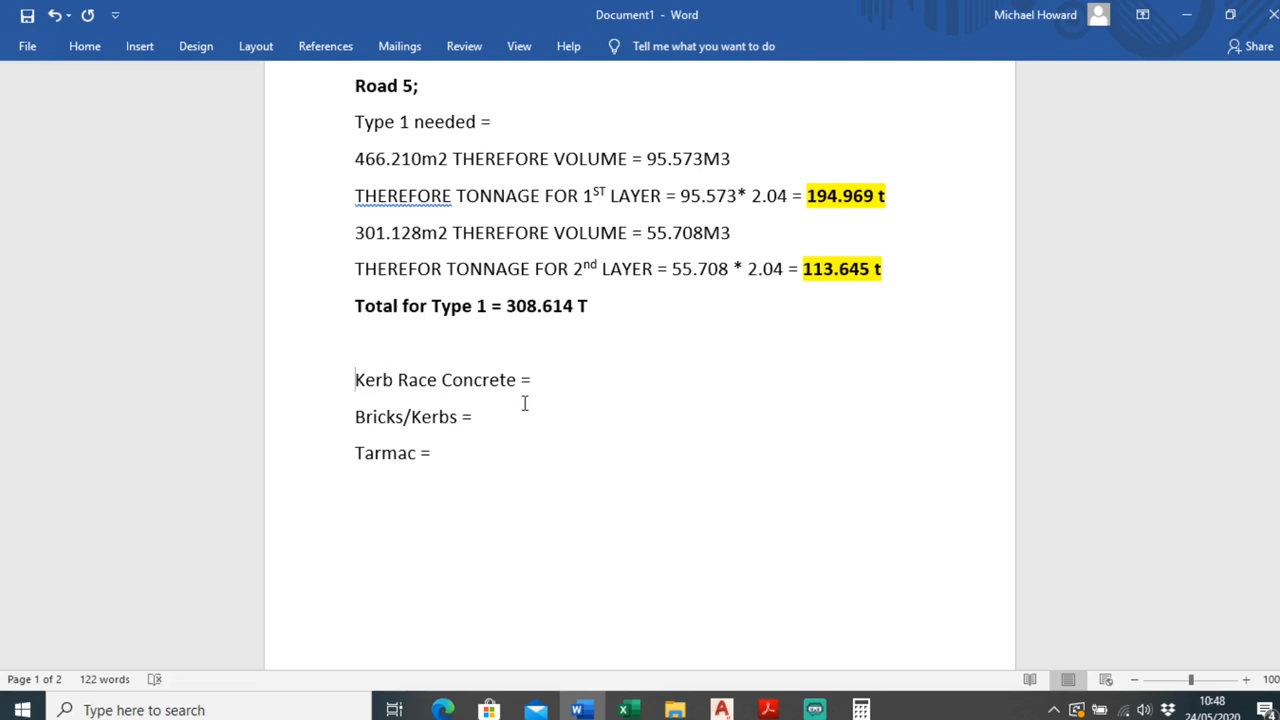 Document1 - Word
Michael Howard
File Home Insert Design Layout References Mailings Review View Help Tell me what you want to do Share
Road 5;
Type 1 needed =
466.210m2 THEREFORE VOLUME = 95.573M3
THEREFORE TONNAGE FOR 1ST LAYER = 95.573* 2.04 = 194.969 t
301.128m2 THEREFORE VOLUME = 55.708M3
THEREFOR TONNAGE FOR 2nd LAYER = 55.708 * 2.04 = 113.645 t
Total for Type 1 = 308.614 T
Kerb Race Concrete =
Bricks/Kerbs =
Tarmac =
Page 1 of 2 122 words 100
Type here to search
10:48
24/05/2020